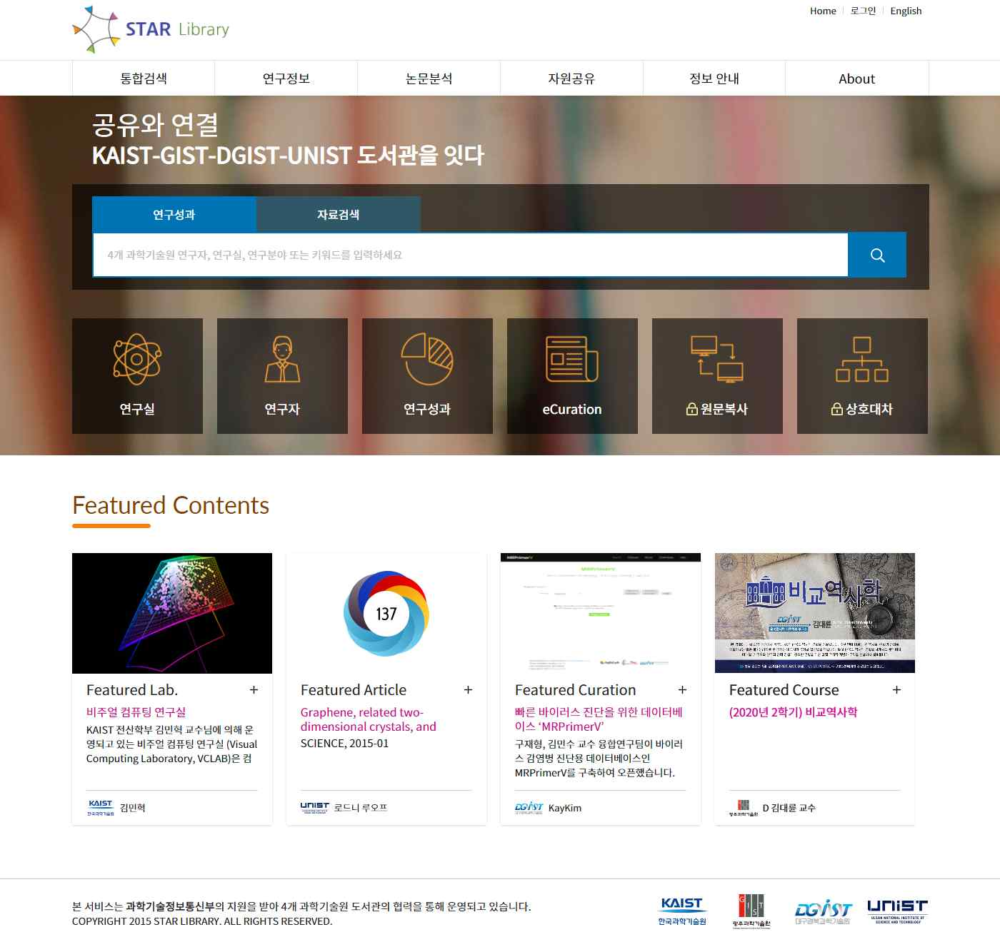 STAR Library
Home
로그인
English
통합검색
연구정보
논문분석
자원공유
정보 안내
About
공유와 연결
KAIST-GIST-DGIST-UNIST 도서관을 잇다
연구성과
자료검색
4개 과학기술원 연구자, 연구실, 연구분야 또는 키워드를 입력하세요
연구실
연구자
연구성과
eCuration
원문복사
상호대차
Featured Contents
Featured Lab. +
비주얼 컴퓨팅 연구실
KAIST 전산학부 김민혁 교수님에 의해 운
영되고 있는 비주얼 컴퓨팅 연구실 (Visual
Computing Laboratory, VCLAB)은 컴
KAIST
한국과학기술원
김민혁
137
Featured Article +
Graphene, related two-
dimensional crystals, and
SCIENCE, 2015-01
UNIST
로드니 루오프
MRPrimerV
Featured Curation +
빠른 바이러스 진단을 위한 데이터베
이스 ‘MRPrimerV’
구재형, 김민수 교수 융합연구팀이 바이러
스 감염병 진단용 데이터베이스인
MRPrimerV를 구축하여 오픈했습니다.
DGIST
대구경북과학기술원
KayKim
비교역사학
DGIST
김대륜
Featured Course +
(2020년 2학기) 비교역사학
광주과학기술원
D 김대륜 교수
본 서비스는 과학기술정보통신부의 지원을 받아 4개 과학기술원 도서관의 협력을 통해 운영되고 있습니다.
COPYRIGHT 2015 STAR LIBRARY. ALL RIGHTS RESERVED.
KAIST
한국과학기술원
GIST
광주과학기술원
DGIST
대구경북과학기술원
UNIST
ULSAN NATIONAL INSTITUTE OF
SCIENCE AND TECHNOLOGY